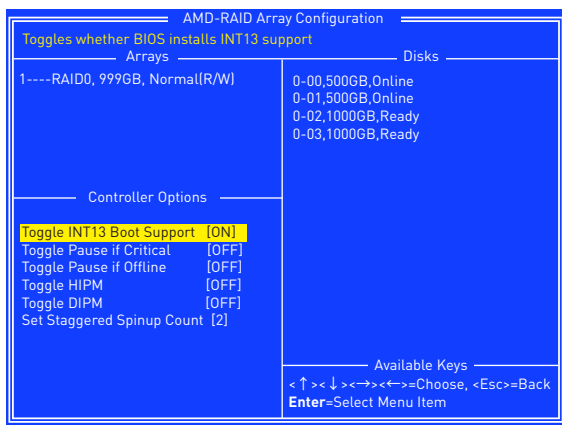 AMD-RAID Array Configuration
Toggles whether BIOS installs INT13 support
Arrays
1----RAID0, 999GB, Normal(R/W)
Disks
0-00,500GB,Online
0-01,500GB,Online
0-02,1000GB,Ready
0-03,1000GB,Ready
Controller Options
Toggle INT13 Boot Support [ON]
Toggle Pause if Critical [OFF]
Toggle Pause if Offline [OFF]
Toggle HIPM [OFF]
Toggle DIPM [OFF]
Set Staggered Spinup Count [2]
Available Keys
<↑><↓><→><←>=Choose, <Esc>=Back
Enter=Select Menu Item